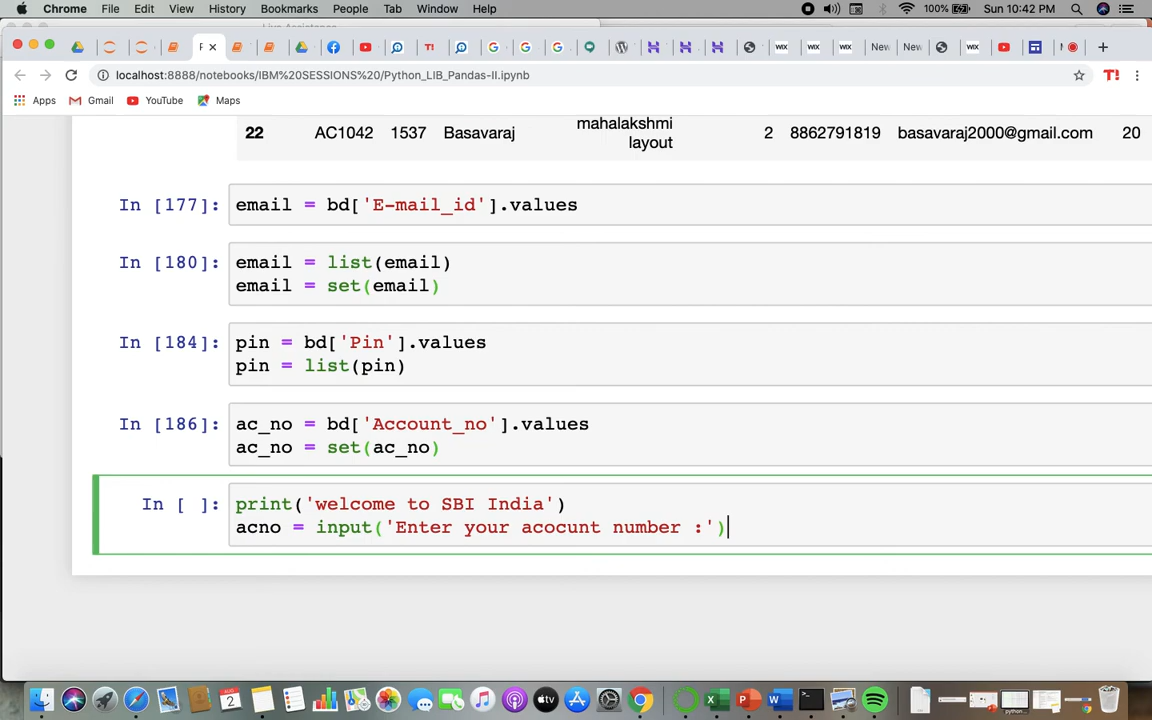 Chrome File Edit View History Bookmarks People Tab Window Help 100% Sun 10:42 PM
New New
localhost:8888/notebooks/IBM%20SESSIONS%20/Python_LIB_Pandas-II.ipynb T!
Apps Gmail YouTube Maps
22 AC1042 1537 Basavaraj mahalakshmi layout 2 8862791819 basavaraj2000@gmail.com 20
In [177]: email = bd['E-mail_id'].values
In [180]: email = list(email)
email = set(email)
In [184]: pin = bd['Pin'].values
pin = list(pin)
In [186]: ac_no = bd['Account_no'].values
ac_no = set(ac_no)
In [ ]: print('welcome to SBI India')
acno = input('Enter your acocunt number :')